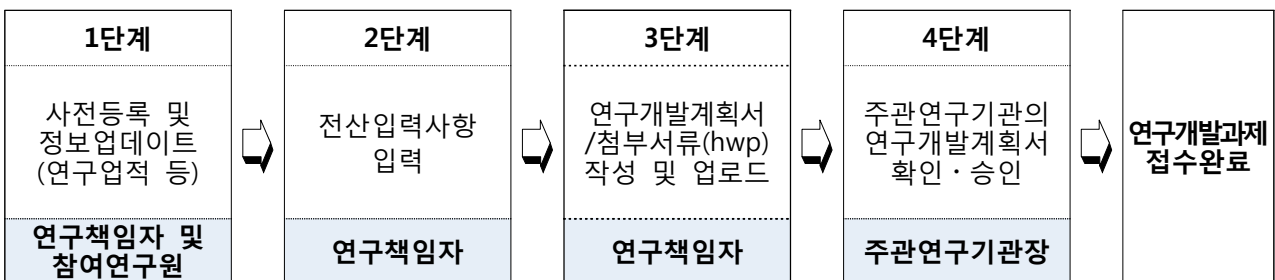 1단계
사전등록 및
정보업데이트
(연구업적 등)
연구책임자 및
참여연구원
2단계
전산입력사항
입력
연구책임자
3단계
연구개발계획서
/첨부서류(hwp)
작성 및 업로드
연구책임자
4단계
주관연구기관의
연구개발계획서
확인・승인
주관연구기관장
연구개발과제
접수완료